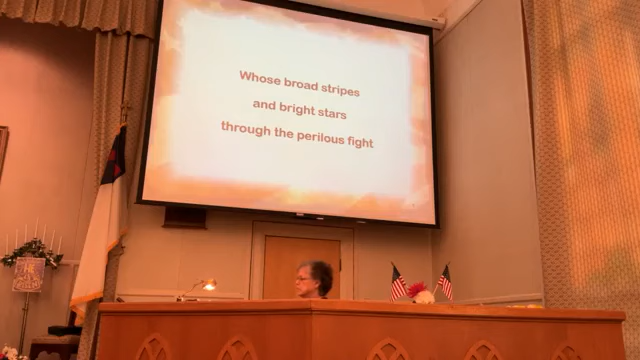 Whose broad stripes
and bright stars
through the perilous fight